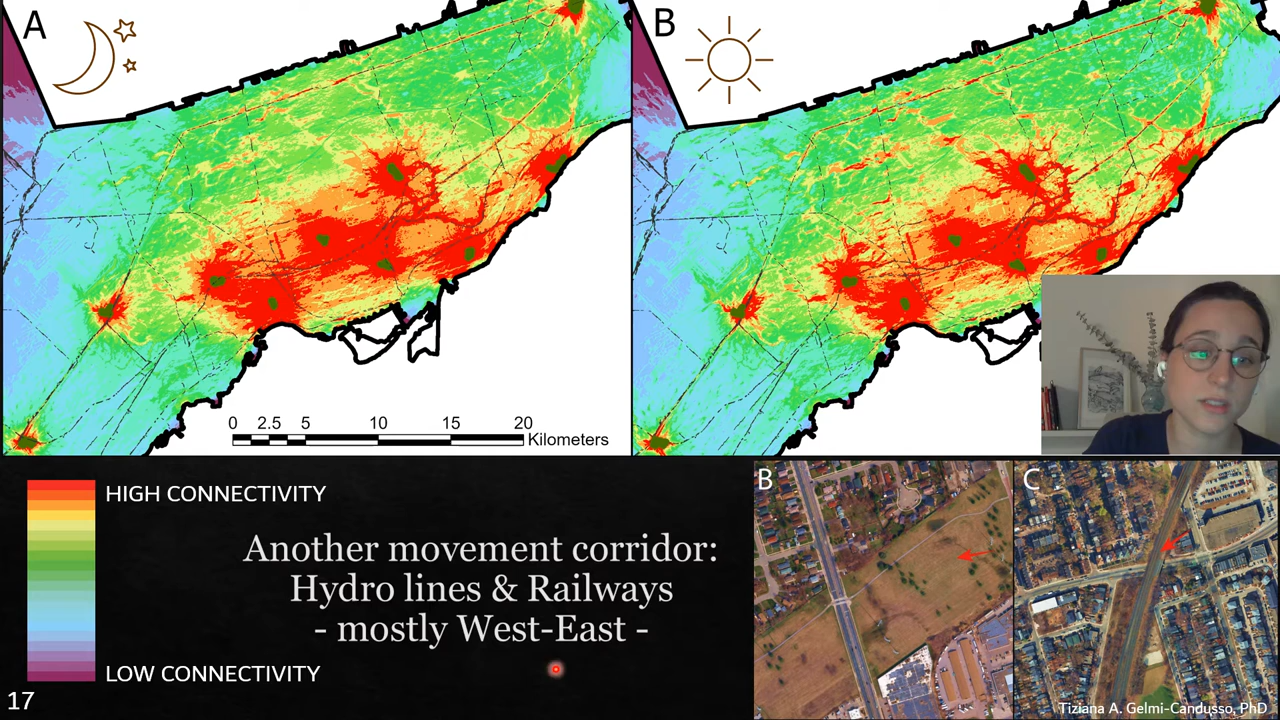 A
B
0 2.5 5 10 15 20
Kilometers
HIGH CONNECTIVITY
LOW CONNECTIVITY
Another movement corridor:
Hydro lines & Railways
- mostly West-East -
B
C
17
Tiziana A. Gelmi-Candusso, PhD